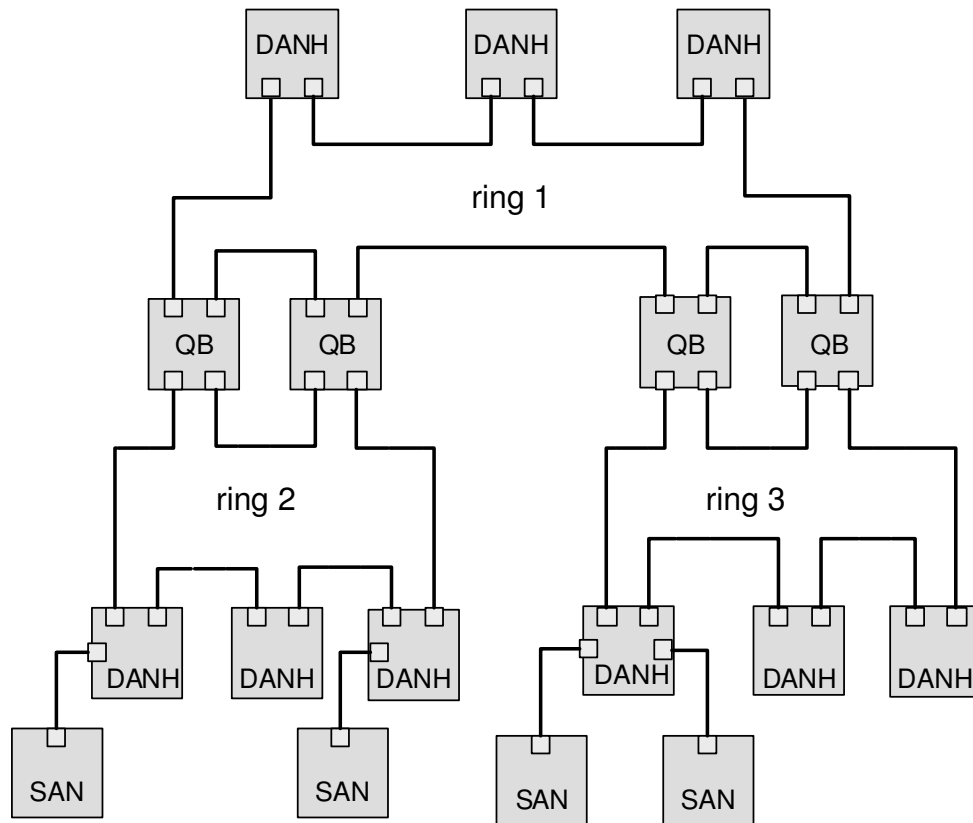 DANH
DANH
DANH
ring 1
QB
QB
QB
QB
ring 2
ring 3
DANH
DANH
DANH
DANH
DANH
DANH
SAN
SAN
SAN
SAN